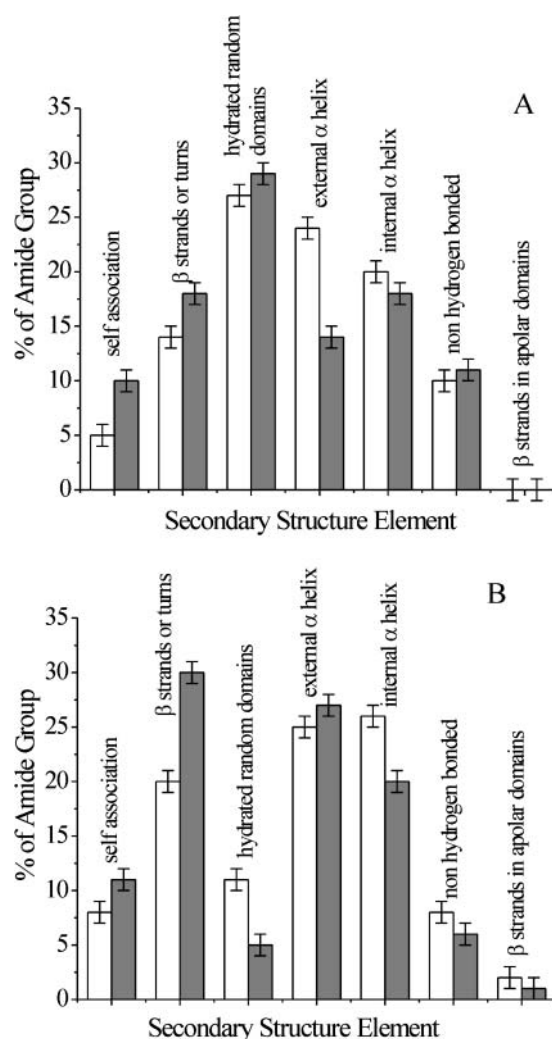 A
% of Amide Group
35
30
25
20
15
10
5
0
self association
β strands or turns
hydrated random
domains
external α helix
internal α helix
non hydrogen bonded
β strands in apolar domains
Secondary Structure Element
B
% of Amide Group
35
30
25
20
15
10
5
0
self association
β strands or turns
hydrated random domains
external α helix
internal α helix
non hydrogen bonded
β strands in apolar domains
Secondary Structure Element